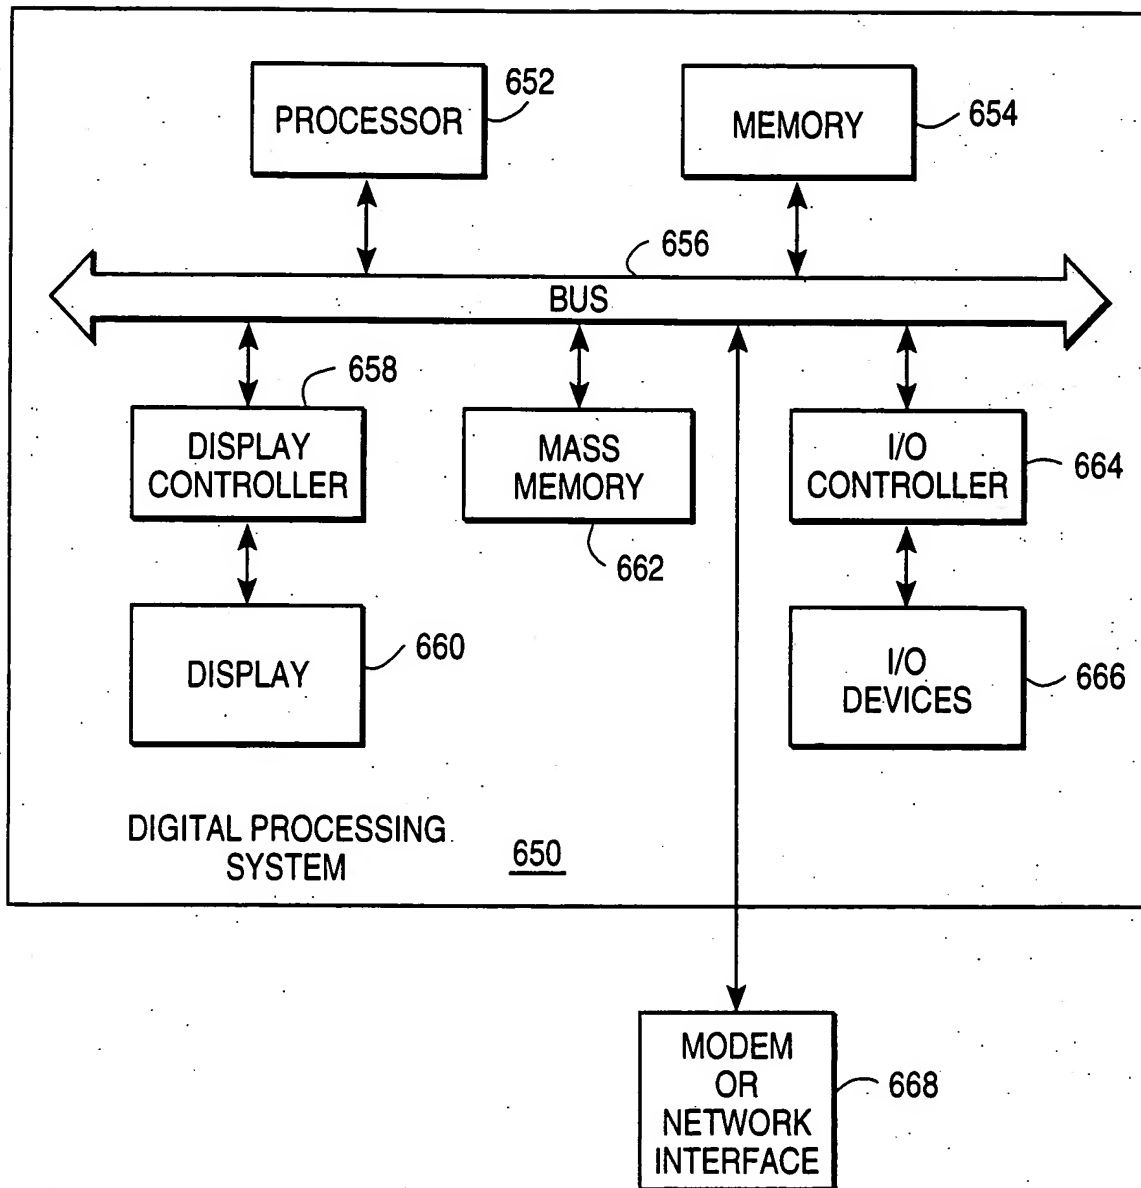 PROCESSOR
652
MEMORY
654
656
BUS
658
DISPLAY
CONTROLLER
MASS
MEMORY
662
I/O
CONTROLLER
664
DISPLAY
660
I/O
DEVICES
666
DIGITAL PROCESSING
SYSTEM
650
MODEM
OR
NETWORK
INTERFACE
668